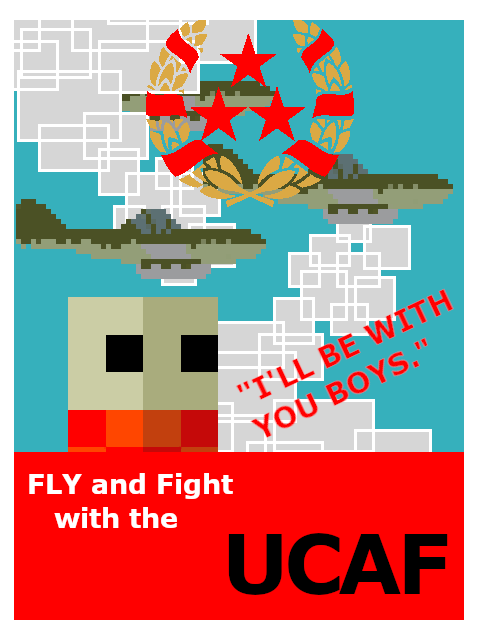 "I'LL BE WITH
YOU BOYS."
FLY and Fight
with the
UCAF